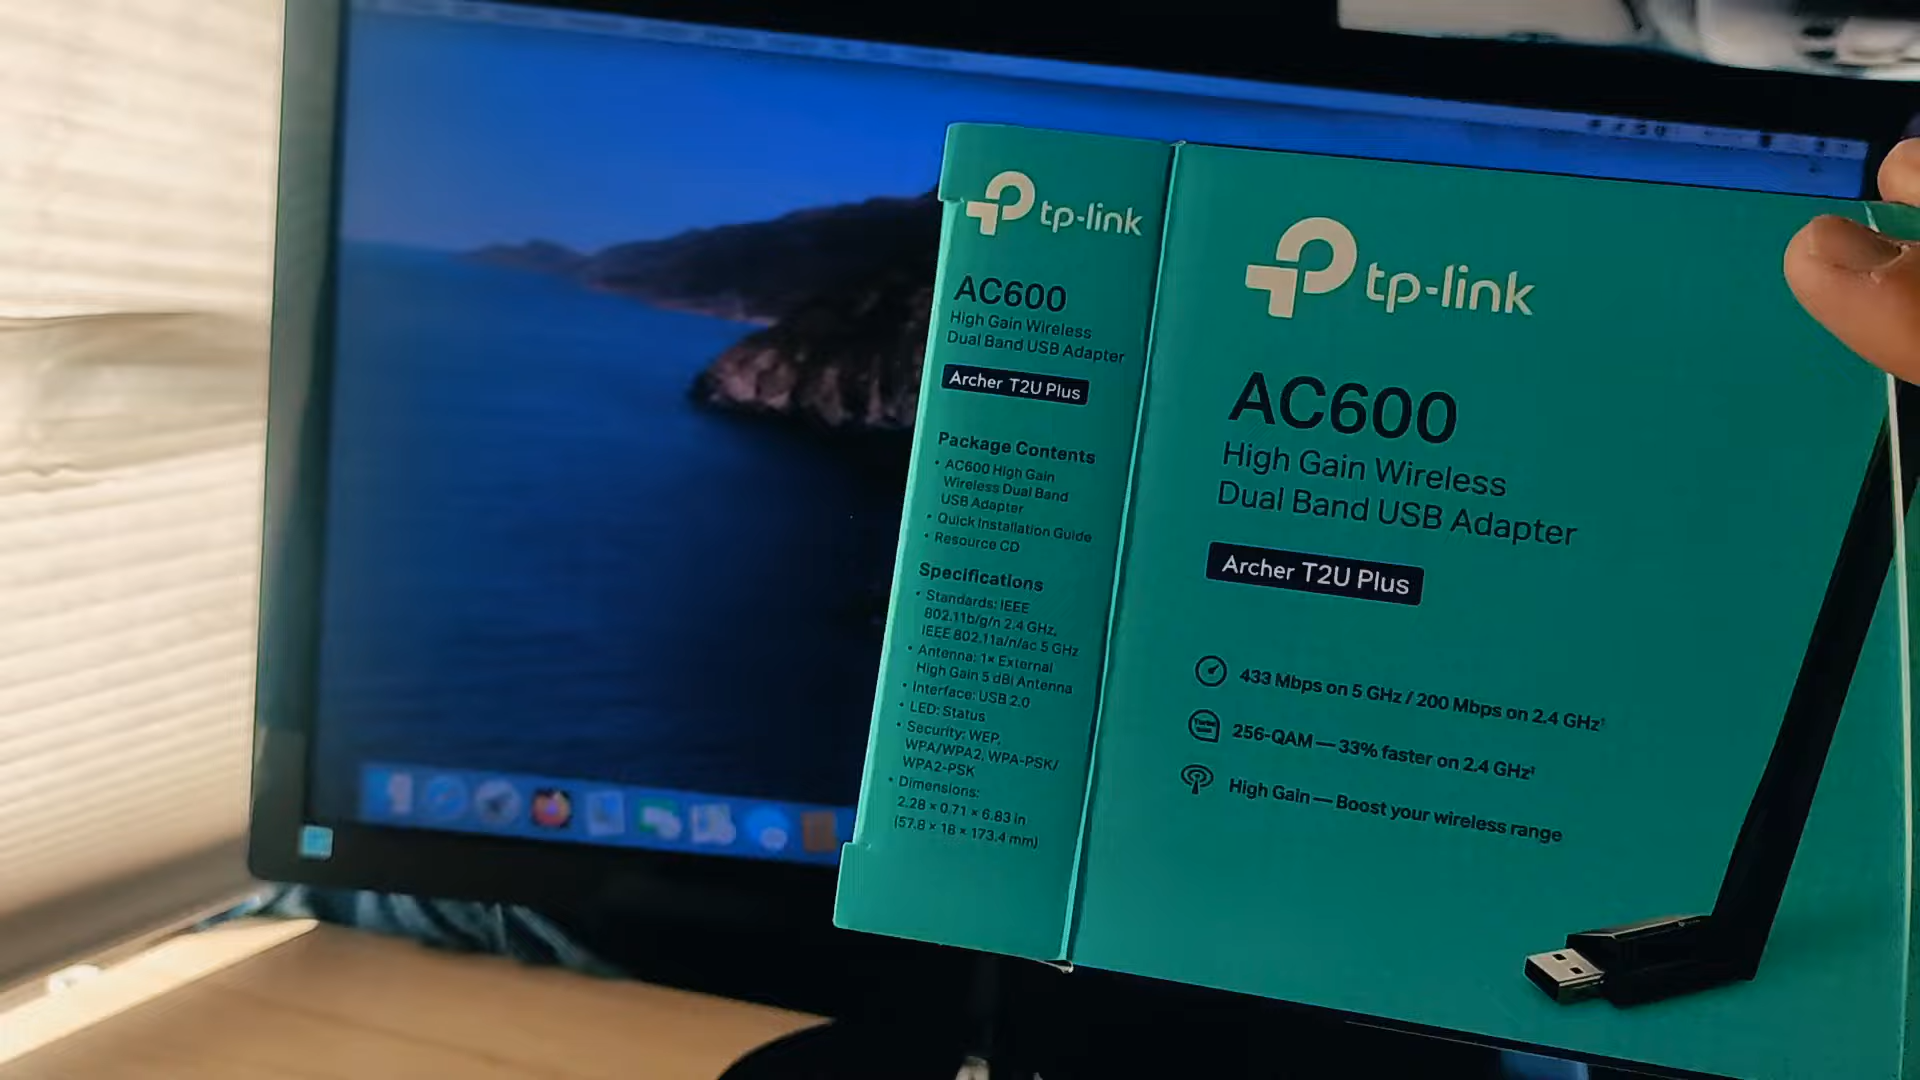 tp-link
AC600
High Gain Wireless
Dual Band USB Adapter
Archer T2U Plus
Package Contents
• AC600 High Gain
Wireless Dual Band
USB Adapter
• Quick Installation Guide
• Resource CD
Specifications
• Standards: IEEE
802.11b/g/n 2.4 GHz,
IEEE 802.11a/n/ac 5 GHz
• Antenna: 1× External
High Gain 5 dBi Antenna
• Interface: USB 2.0
• LED: Status
• Security: WEP,
WPA/WPA2, WPA-PSK/
WPA2-PSK
• Dimensions:
2.28 × 0.71 × 6.83 in
(57.8 × 18 × 173.4 mm)
tp-link
AC600
High Gain Wireless
Dual Band USB Adapter
Archer T2U Plus
433 Mbps on 5 GHz / 200 Mbps on 2.4 GHz
256-QAM — 33% faster on 2.4 GHz
High Gain — Boost your wireless range